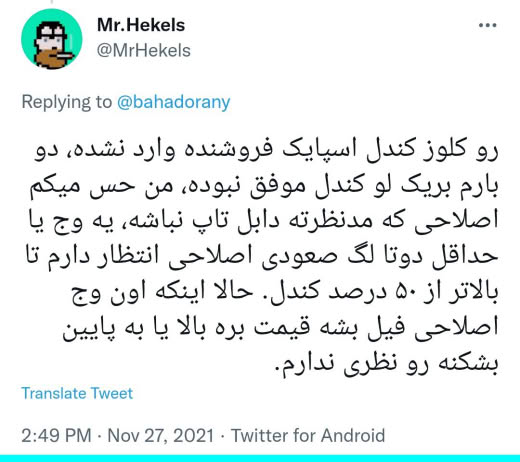 Mr.Hekels
@MrHekels
Replying to @bahadorany
رو کلوز کندل اسپایک فروشنده وارد نشده، دو
بارم بریک لو کندل موفق نبوده، من حس میکم
اصلاحی که مدنظرته دابل تاپ نباشه، یه وج یا
حداقل دوتا لگ صعودی اصلاحی انتظار دارم تا
بالاتر از ۵۰ درصد کندل. حالا اینکه اون وج
اصلاحی فیل بشه قیمت بره بالا یا به پایین
بشکنه رو نظری ندارم.
Translate Tweet
2:49 PM · Nov 27, 2021 · Twitter for Android